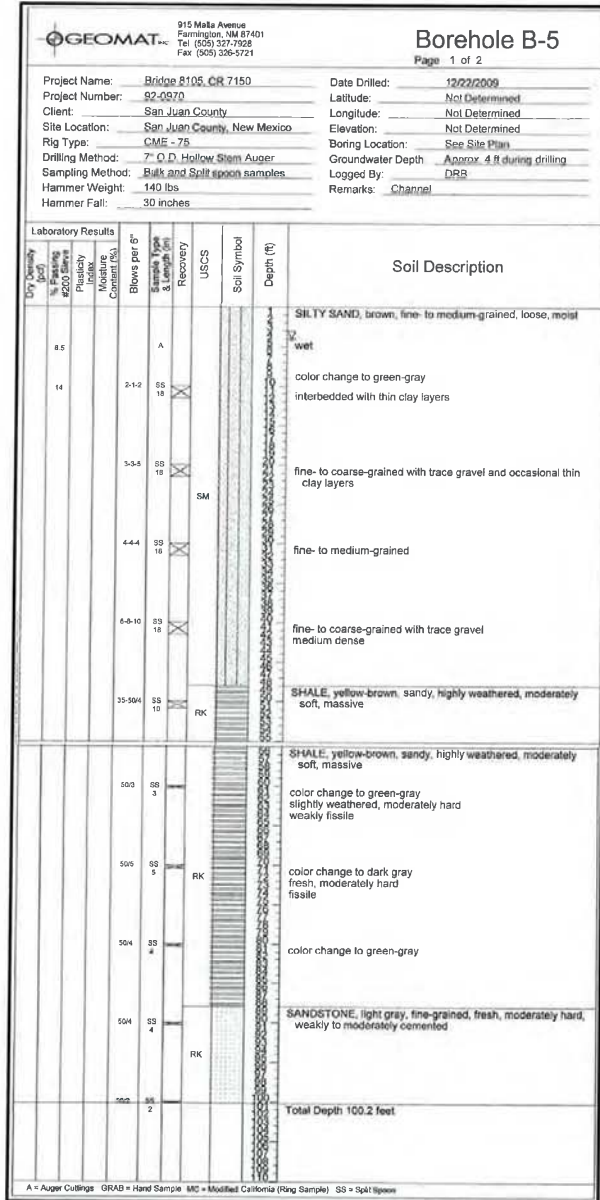 GEOMAT INC
915 Malta Avenue
Farmington, NM 87401
Tel (505) 327-7928
Fax (505) 326-5721
Borehole B-5
Page 1 of 2
Project Name: Bridge 8105, CR 7150
Project Number: 92-0970
Client: San Juan County
Site Location: San Juan County, New Mexico
Rig Type: CME - 75
Drilling Method: 7" O.D. Hollow Stem Auger
Sampling Method: Bulk and Split spoon samples
Hammer Weight: 140 lbs
Hammer Fall: 30 inches
Date Drilled: 12/22/2009
Latitude: Not Determined
Longitude: Not Determined
Elevation: Not Determined
Boring Location: See Site Plan
Groundwater Depth Approx. 4 ft during drilling
Logged By: DRB
Remarks: Channel
Laboratory Results
Dry Density (pcf)
% Passing #200 Sieve
Plasticity Index
Moisture Content (%)
Blows per 6"
Sample Type & Length (in)
Recovery
USCS
Soil Symbol
Depth (ft)
Soil Description
SILTY SAND, brown, fine- to medium-grained, loose, moist
8.5 A wet
color change to green-gray
14 2-1-2 SS 18
interbedded with thin clay layers
3-3-5 SS 18
fine- to coarse-grained with trace gravel and occasional thin
clay layers
SM
4-4-4 SS 16
fine- to medium-grained
6-8-10 SS 18
fine- to coarse-grained with trace gravel
medium dense
SHALE, yellow-brown, sandy, highly weathered, moderately
soft, massive
35-50/4 SS 10 RK
SHALE, yellow-brown, sandy, highly weathered, moderately
soft, massive
50/3 SS 3
color change to green-gray
slightly weathered, moderately hard
weakly fissile
50/5 SS 5 RK
color change to dark gray
fresh, moderately hard
fissile
50/4 SS 4
color change to green-gray
SANDSTONE, light gray, fine-grained, fresh, moderately hard,
weakly to moderately cemented
50/4 SS 4
RK
50/2 SS 2
Total Depth 100.2 feet
A = Auger Cuttings GRAB = Hand Sample MC = Modified California (Ring Sample) SS = Split Spoon